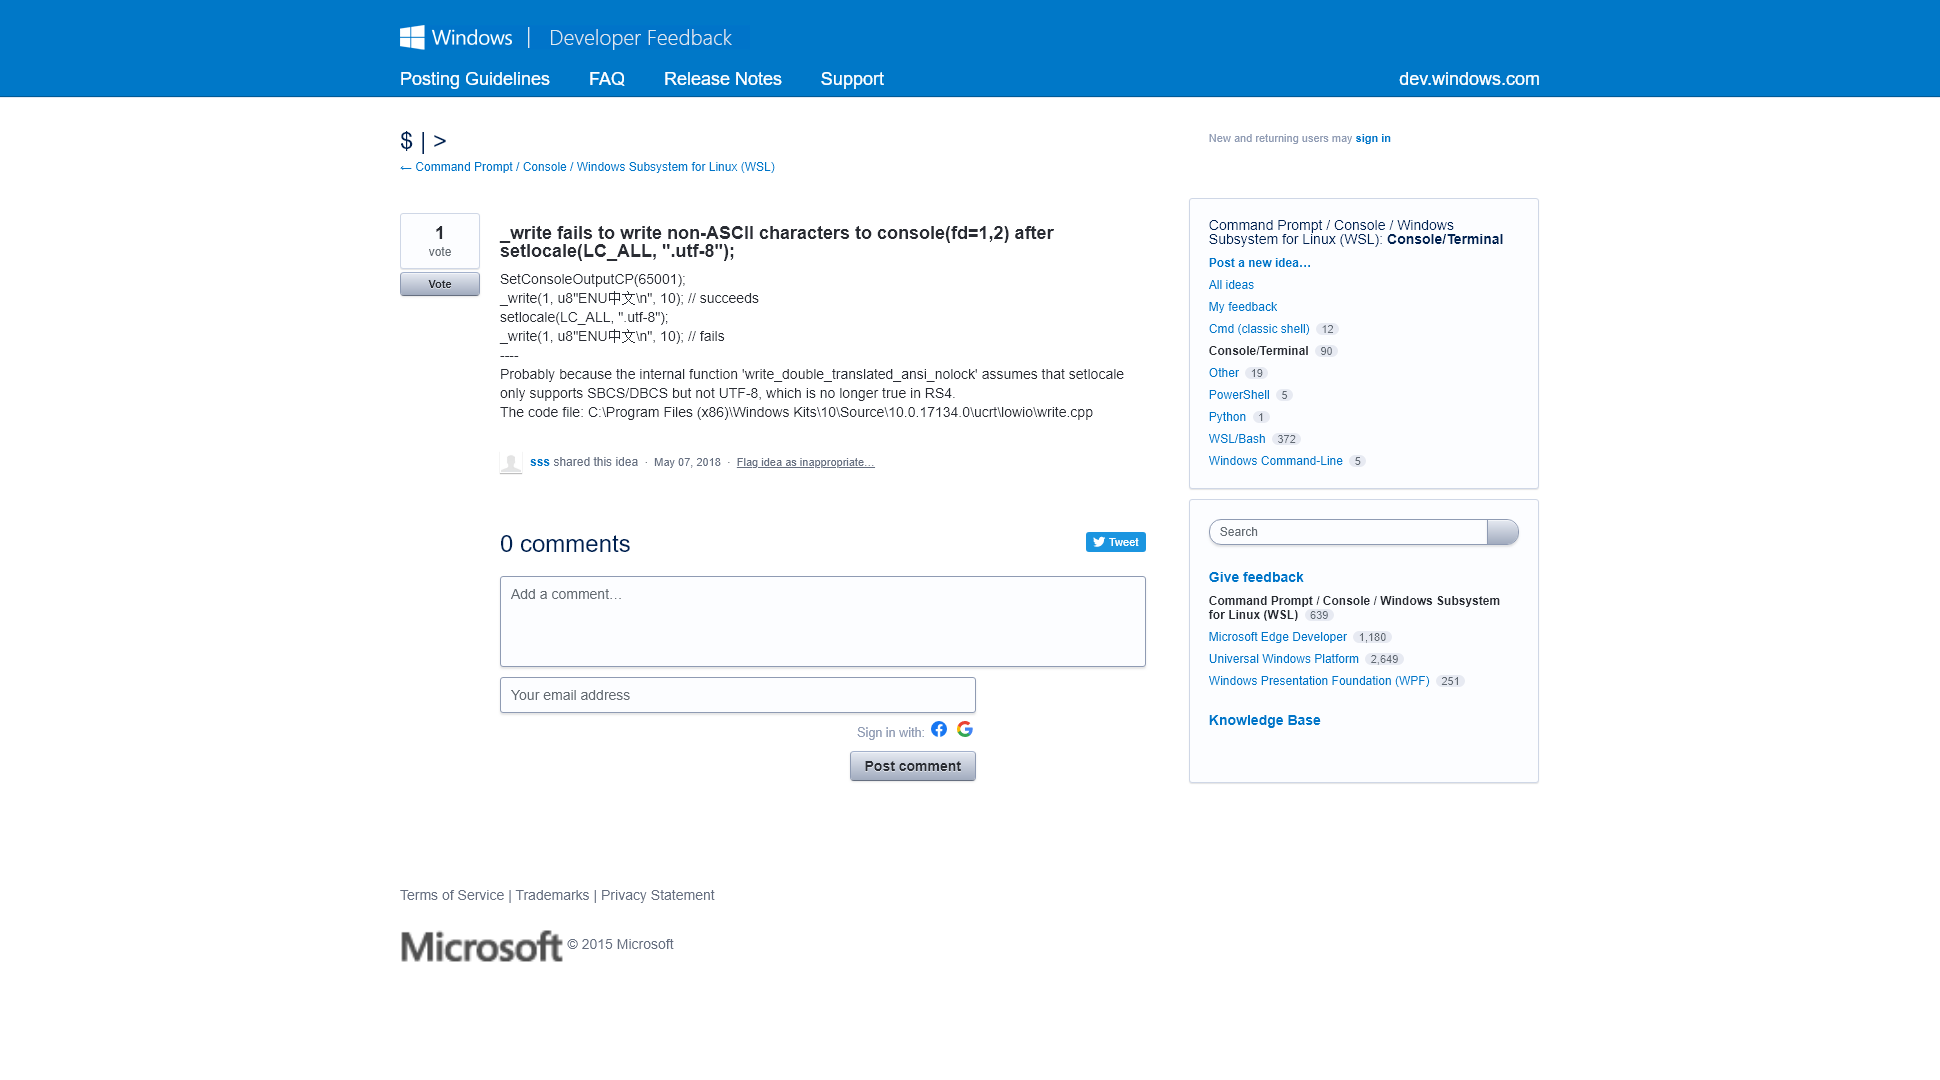 Windows | Developer Feedback
Posting Guidelines FAQ Release Notes Support dev.windows.com
$ | >
New and returning users may sign in
← Command Prompt / Console / Windows Subsystem for Linux (WSL)
1
vote
Vote
_write fails to write non-ASCII characters to console(fd=1,2) after
setlocale(LC_ALL, ".utf-8");
SetConsoleOutputCP(65001);
_write(1, u8"ENU中文\n", 10); // succeeds
setlocale(LC_ALL, ".utf-8");
_write(1, u8"ENU中文\n", 10); // fails
----
Probably because the internal function 'write_double_translated_ansi_nolock' assumes that setlocale
only supports SBCS/DBCS but not UTF-8, which is no longer true in RS4.
The code file: C:\Program Files (x86)\Windows Kits\10\Source\10.0.17134.0\ucrt\lowio\write.cpp
sss shared this idea · May 07, 2018 · Flag idea as inappropriate…
0 comments
Tweet
Add a comment…
Your email address
Sign in with:
Post comment
Command Prompt / Console / Windows
Subsystem for Linux (WSL): Console/Terminal
Post a new idea…
All ideas
My feedback
Cmd (classic shell) 12
Console/Terminal 90
Other 19
PowerShell 5
Python 1
WSL/Bash 372
Windows Command-Line 5
Search
Give feedback
Command Prompt / Console / Windows Subsystem
for Linux (WSL) 639
Microsoft Edge Developer 1,180
Universal Windows Platform 2,649
Windows Presentation Foundation (WPF) 251
Knowledge Base
Terms of Service | Trademarks | Privacy Statement
Microsoft © 2015 Microsoft